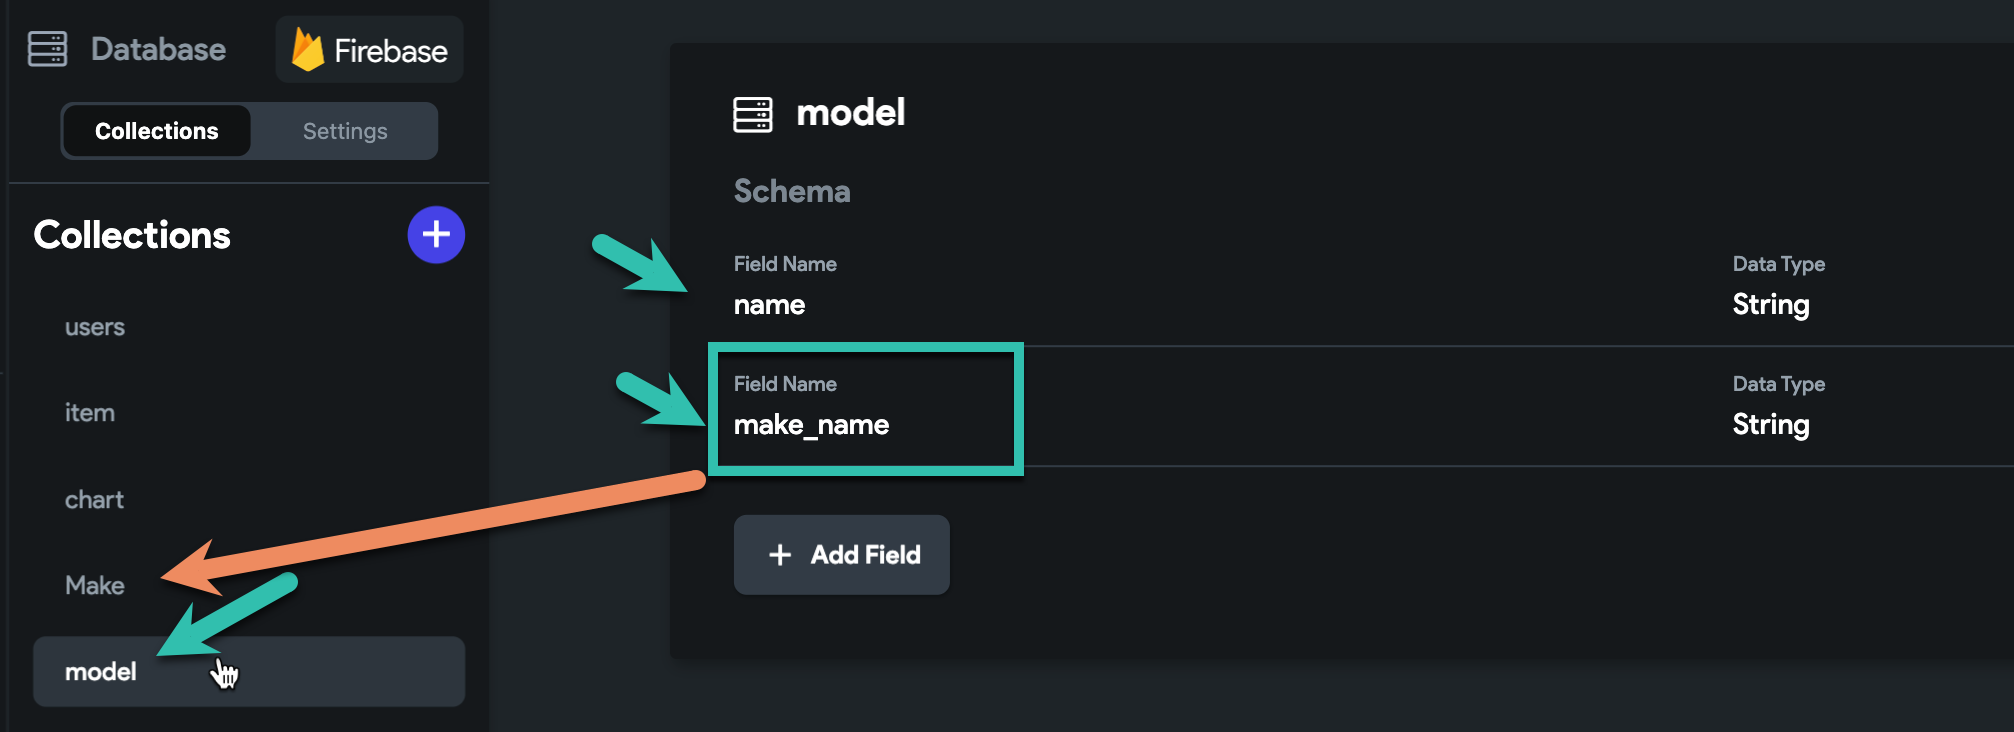 Database
Firebase
Collections
Settings
Collections
users
item
chart
Make
model
model
Schema
Field Name
Data Type
name
String
Field Name
Data Type
make_name
String
Add Field